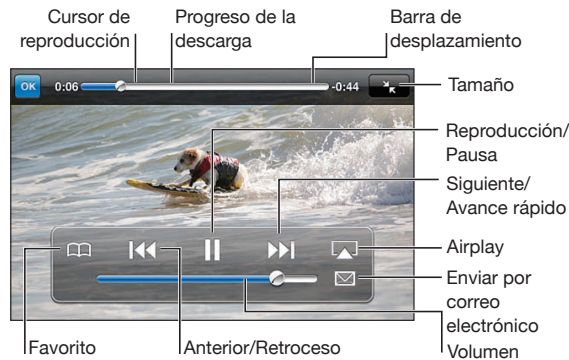 Cursor de
reproducción
Progreso de la
descarga
Barra de
desplazamiento
OK
0:06
-0:44
Tamaño
Reproducción/
Pausa
Siguiente/
Avance rápido
Airplay
Enviar por
correo
electrónico
Volumen
Favorito
Anterior/Retroceso